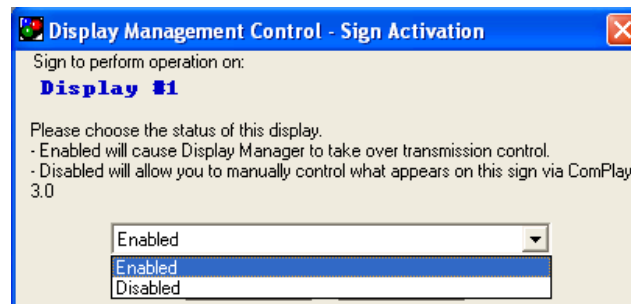 Display Management Control - Sign Activation
Sign to perform operation on:
Display #1
Please choose the status of this display.
- Enabled will cause Display Manager to take over transmission control.
- Disabled will allow you to manually control what appears on this sign via ComPlay
3.0
Enabled
Enabled
Disabled